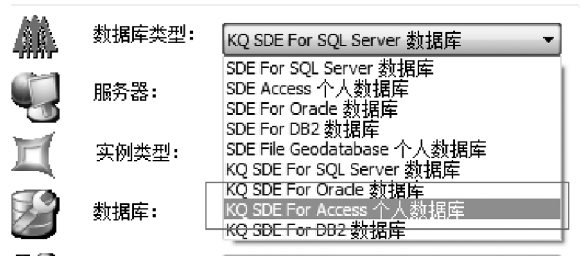 数据库类型：
KQ SDE For SQL Server 数据库
SDE For SQL Server 数据库
SDE Access 个人数据库
服务器：
SDE For Oracle 数据库
SDE For DB2 数据库
实例类型：
SDE File Geodatabase 个人数据库
KQ SDE For SQL Server 数据库
KQ SDE For Oracle 数据库
数据库：
KQ SDE For Access 个人数据库
KQ SDE For DB2 数据库